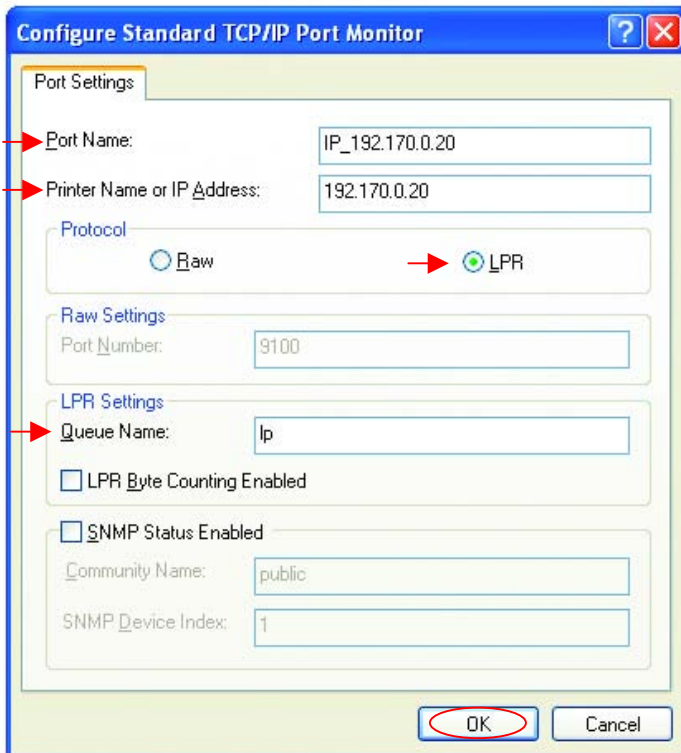 Configure Standard TCP/IP Port Monitor
Port Settings
Port Name: IP_192.170.0.20
Printer Name or IP Address: 192.170.0.20
Protocol
Raw LPR
Raw Settings
Port Number: 9100
LPR Settings
Queue Name: lp
LPR Byte Counting Enabled
SNMP Status Enabled
Community Name: public
SNMP Device Index: 1
OK Cancel